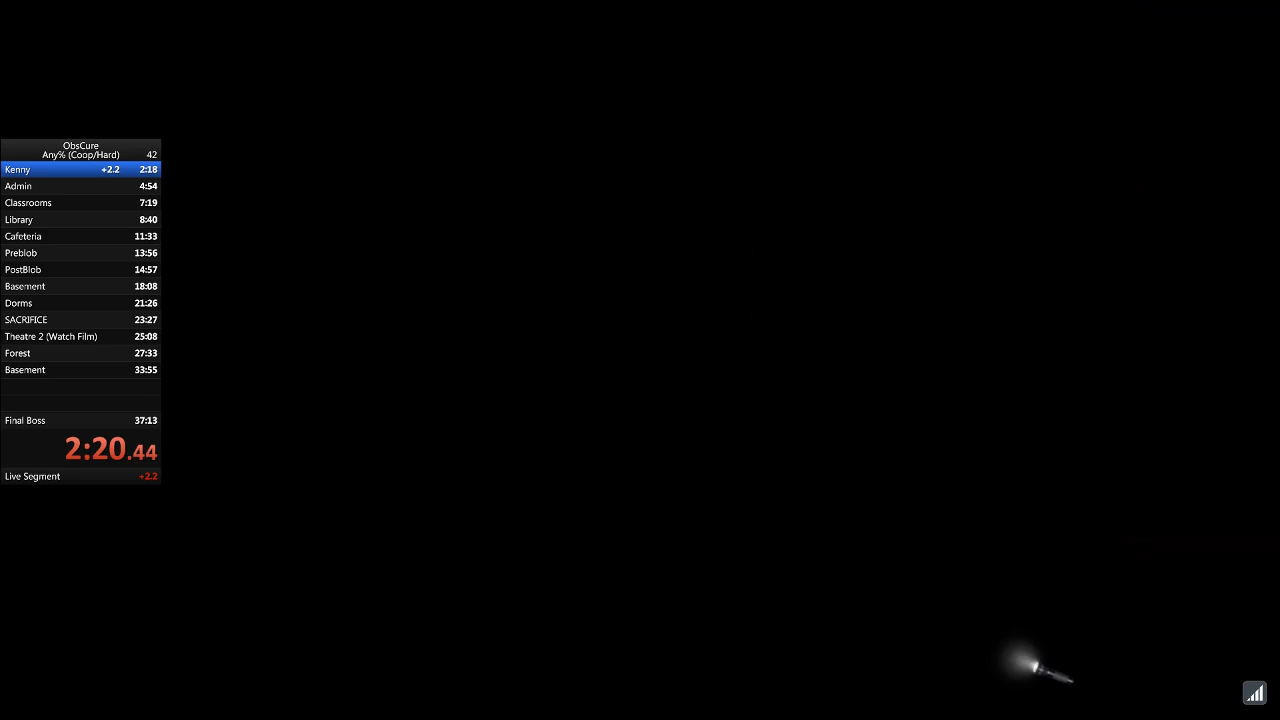 ObsCure
Any% (Coop/Hard) 42
Kenny +2.2 2:18
Admin 4:54
Classrooms 7:19
Library 8:40
Cafeteria 11:33
Preblob 13:56
PostBlob 14:57
Basement 18:08
Dorms 21:26
SACRIFICE 23:27
Theatre 2 (Watch Film) 25:08
Forest 27:33
Basement 33:55
Final Boss 37:13
2:20.44
Live Segment +2.2